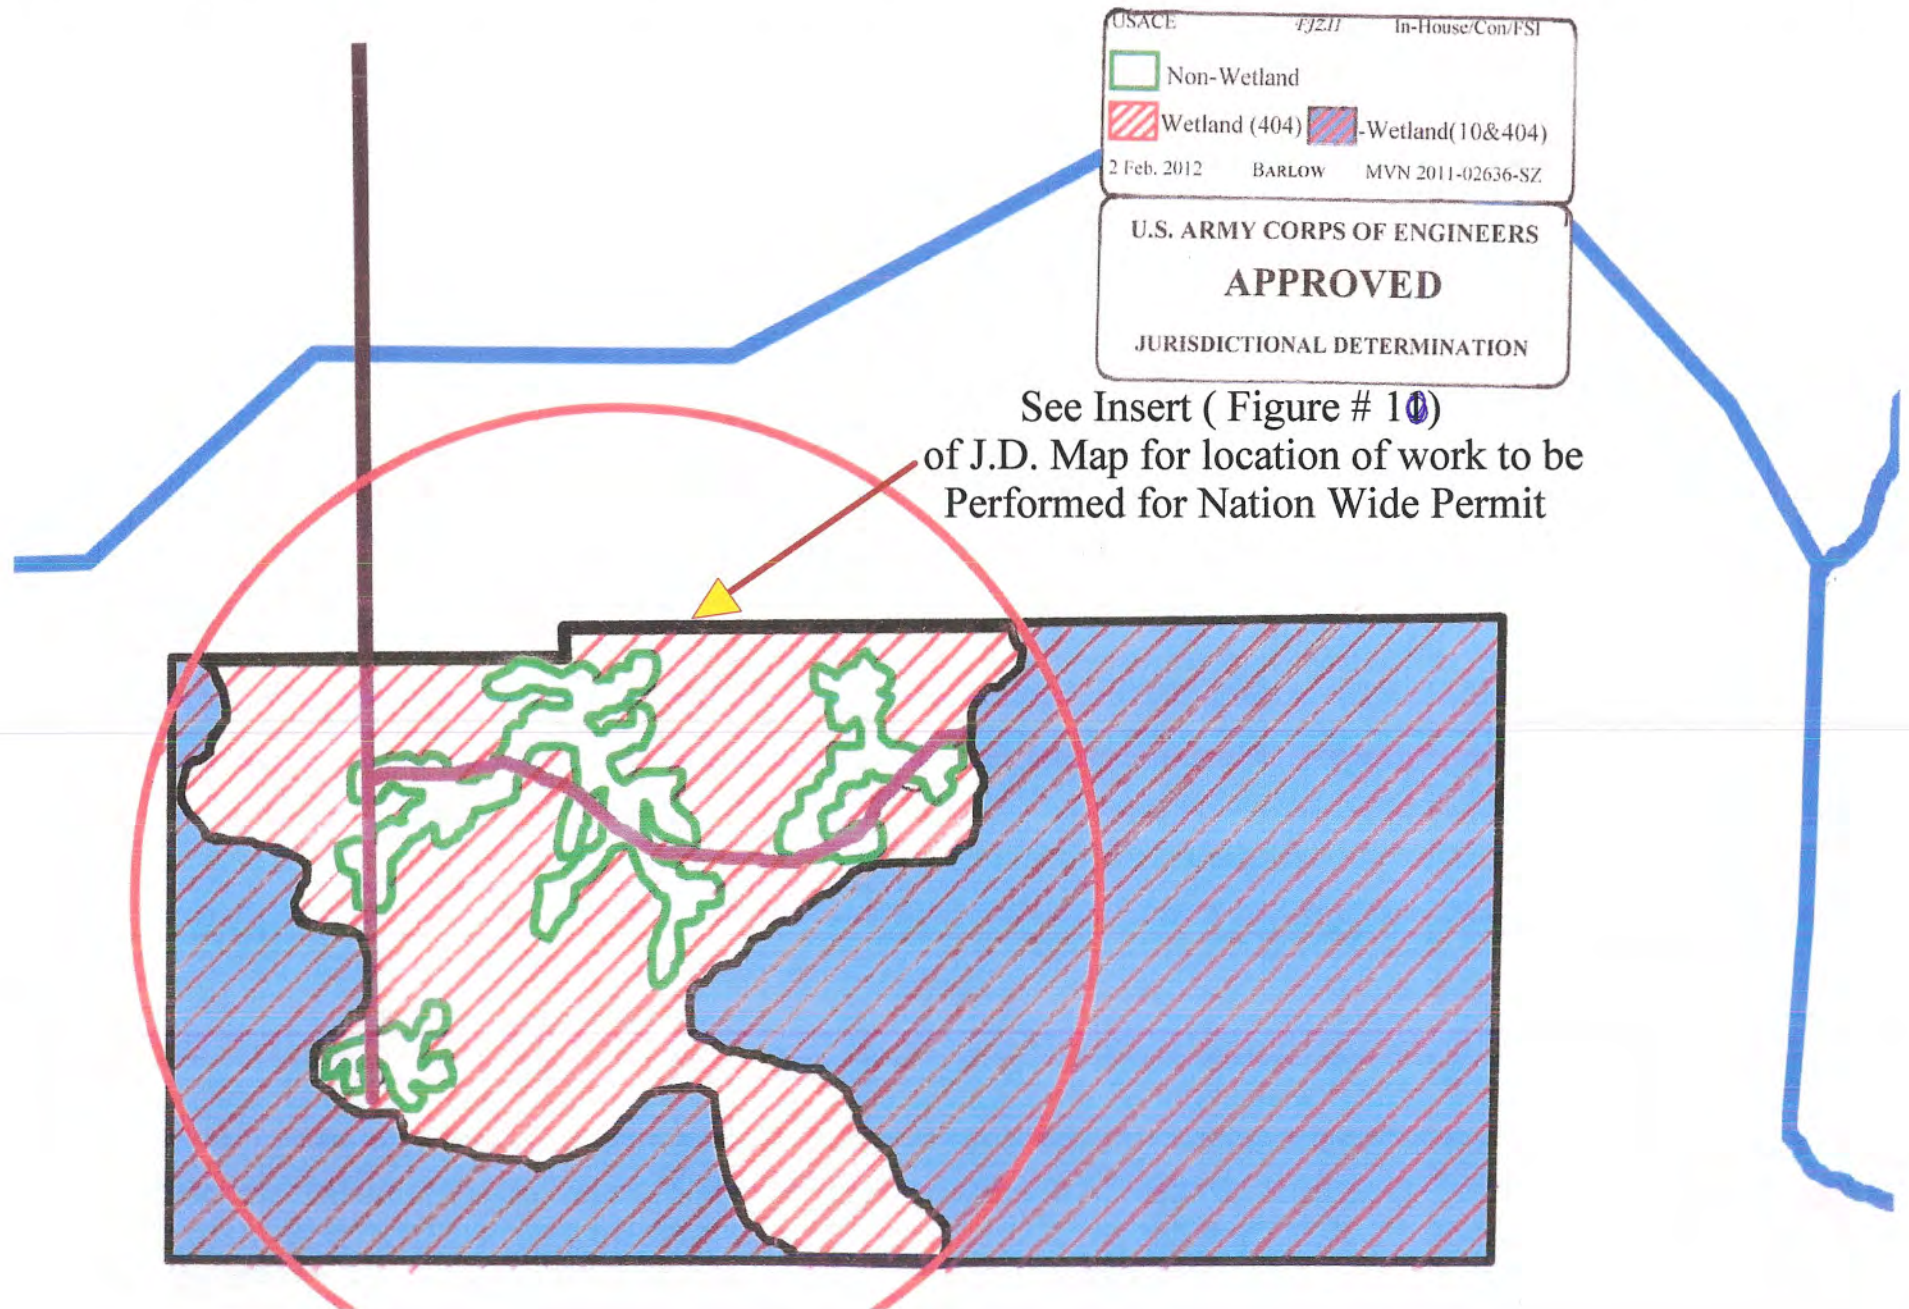 USACE FJZ11 In-House/Con/FSI
Non-Wetland
Wetland (404) -Wetland(10&404)
2 Feb. 2012 BARLOW MVN 2011-02636-SZ
U.S. ARMY CORPS OF ENGINEERS
APPROVED
JURISDICTIONAL DETERMINATION
See Insert ( Figure # 10)
of J.D. Map for location of work to be
Performed for Nation Wide Permit